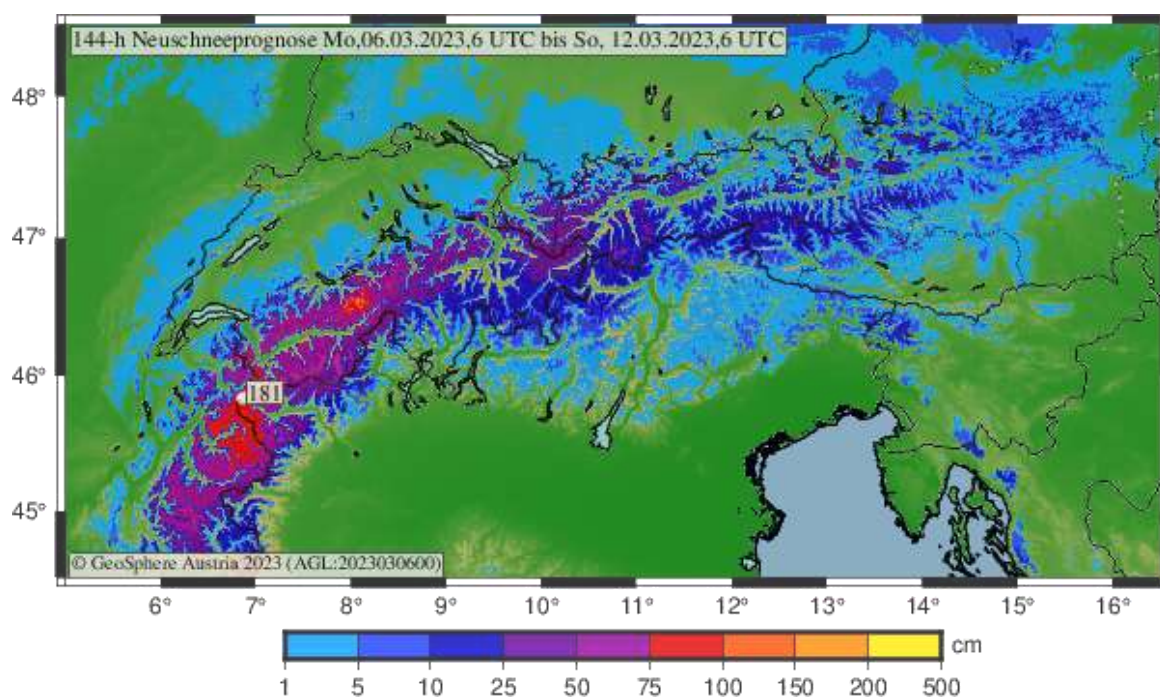 144-h Neuschneeprognose Mo,06.03.2023,6 UTC bis So, 12.03.2023,6 UTC
48°
47°
46°
45°
181
© GeoSphere Austria 2023 (AGL:2023030600)
6° 7° 8° 9° 10° 11° 12° 13° 14° 15° 16°
cm
1 5 10 25 50 75 100 150 200 500